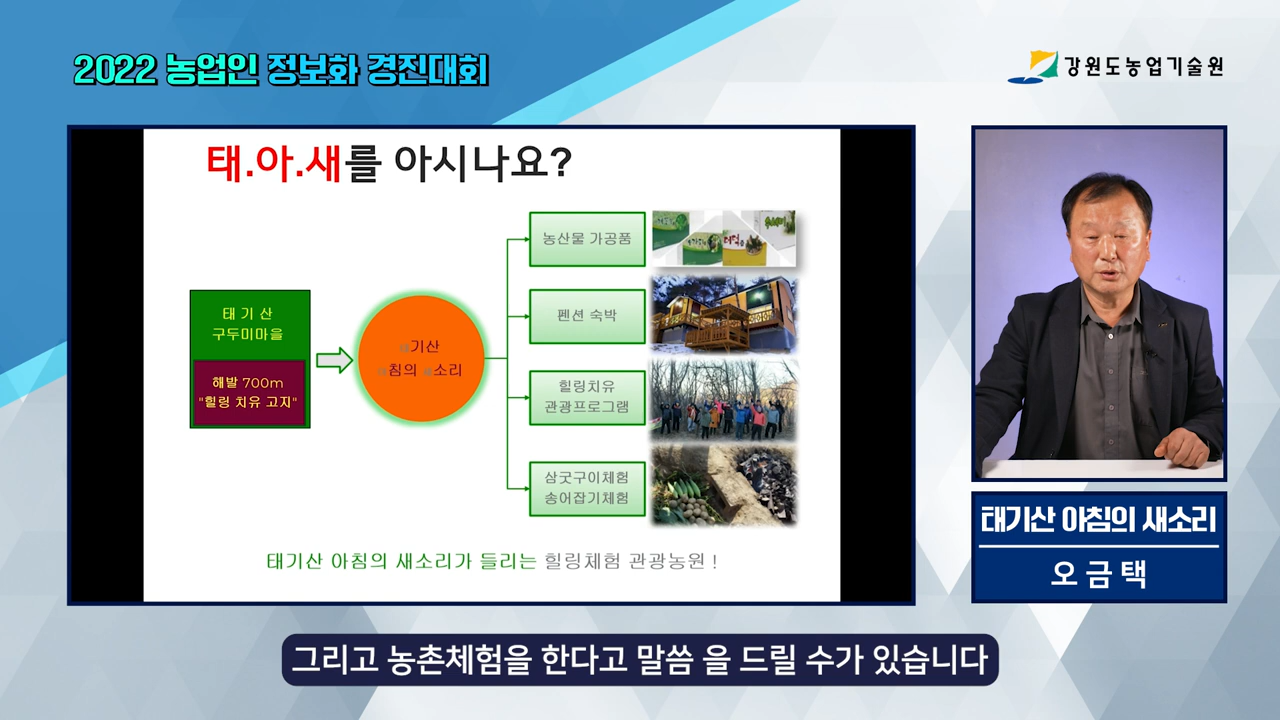 2022 농업인 정보화 경진대회
강원도농업기술원
태.아.새를 아시나요?
태 기 산
구두미마을
해발 700m
"힐링 치유 고지"
태기산
아침의 새소리
농산물 가공품
펜션 숙박
힐링치유
관광프로그램
삼굿구이체험
송어잡기체험
태기산 아침의 새소리가 들리는 힐링체험 관광농원 !
태기산 아침의 새소리
오 금 택
그리고 농촌체험을 한다고 말씀 을 드릴 수가 있습니다